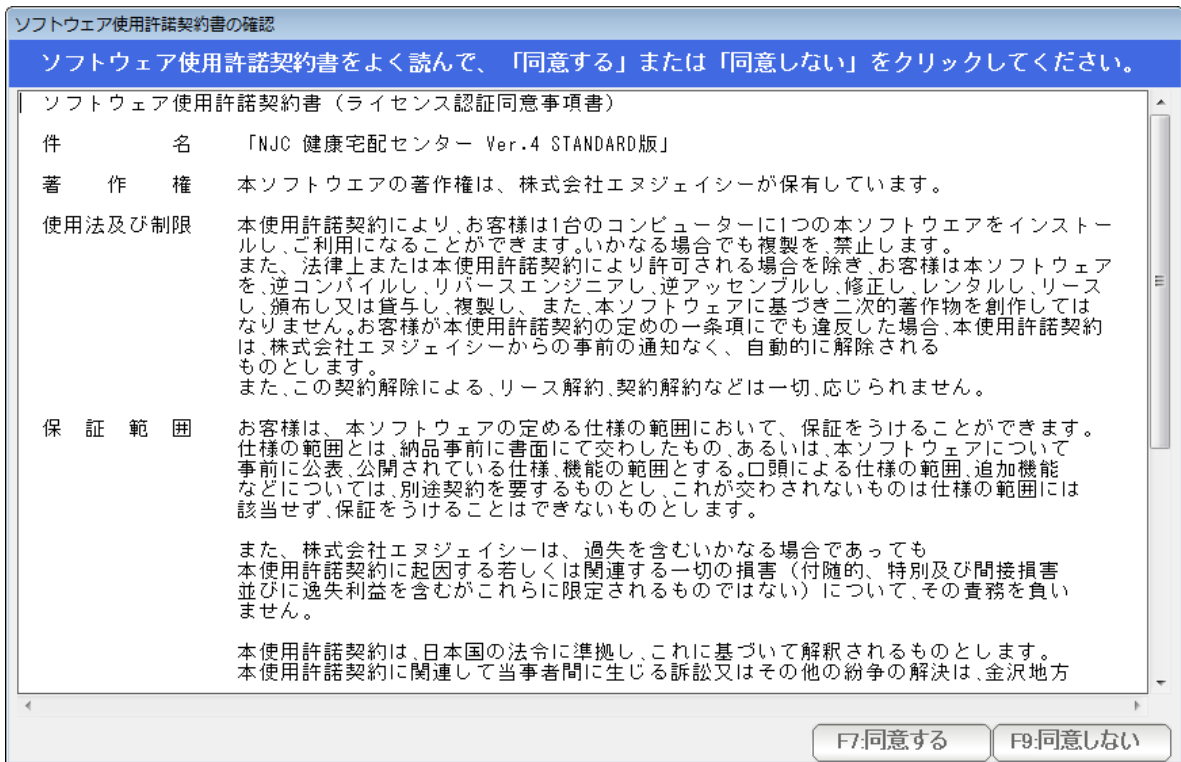 ソフトウェア使用許諾契約書の確認
ソフトウェア使用許諾契約書をよく読んで、「同意する」または「同意しない」をクリックしてください。
ソフトウェア使用許諾契約書（ライセンス認証同意事項書）
件　　　名　「NJC 健康宅配センター Ver.4 STANDARD版」
著　作　権　本ソフトウエアの著作権は、株式会社エヌジェイシーが保有しています。
使用法及び制限　本使用許諾契約により、お客様は1台のコンピューターに1つの本ソフトウエアをインストー
ルし、ご利用になることができます。いかなる場合でも複製を、禁止します。
また、法律上または本使用許諾契約により許可される場合を除き、お客様は本ソフトウェア
を、逆コンパイルし、リバースエンジニアし、逆アッセンブルし、修正し、レンタルし、リース
し、頒布し又は貸与し、複製し、また、本ソフトウェアに基づき二次的著作物を創作しては
なりません。お客様が本使用許諾契約の定めの一条項にでも違反した場合、本使用許諾契約
は、株式会社エヌジェイシーからの事前の通知なく、自動的に解除される
ものとします。
また、この契約解除による、リース解約、契約解約などは一切、応じられません。
保　証　範　囲　お客様は、本ソフトウェアの定める仕様の範囲において、保証をうけることができます。
仕様の範囲とは、納品事前に書面にて交わしたもの、あるいは、本ソフトウェアについて
事前に公表、公開されている仕様、機能の範囲とする。口頭による仕様の範囲、追加機能
などについては、別途契約を要するものとし、これが交わされないものは仕様の範囲には
該当せず、保証をうけることはできないものとします。
また、株式会社エヌジェイシーは、過失を含むいかなる場合であっても
本使用許諾契約に起因する若しくは関連する一切の損害（付随的、特別及び間接損害
並びに逸失利益を含むがこれらに限定されるものではない）について、その責務を負い
ません。
本使用許諾契約は、日本国の法令に準拠し、これに基づいて解釈されるものとします。
本使用許諾契約に関連して当事者間に生じる訴訟又はその他の紛争の解決は、金沢地方
F7:同意する　F9:同意しない